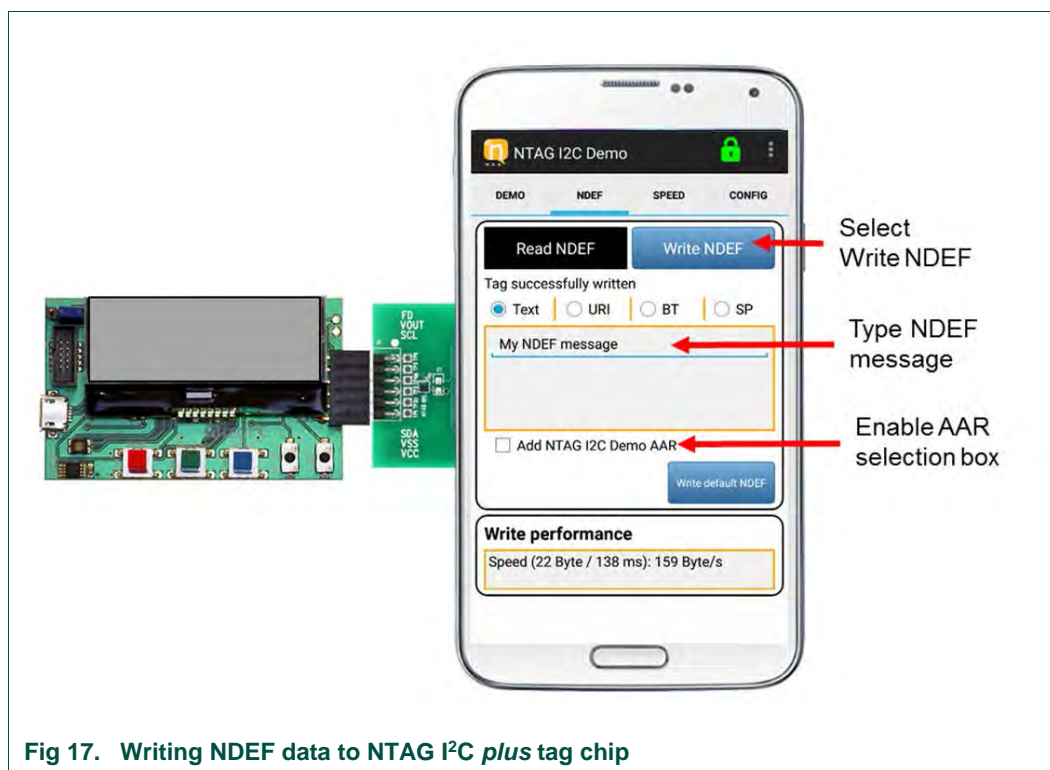 FD
VOUT
SCL
SDA
VSS
VCC
NTAG I2C Demo
DEMO NDEF SPEED CONFIG
Read NDEF Write NDEF
Tag successfully written
Text URI BT SP
My NDEF message
Add NTAG I2C Demo AAR
Write default NDEF
Write performance
Speed (22 Byte / 138 ms): 159 Byte/s
Select
Write NDEF
Type NDEF
message
Enable AAR
selection box
Fig 17. Writing NDEF data to NTAG I²C plus tag chip